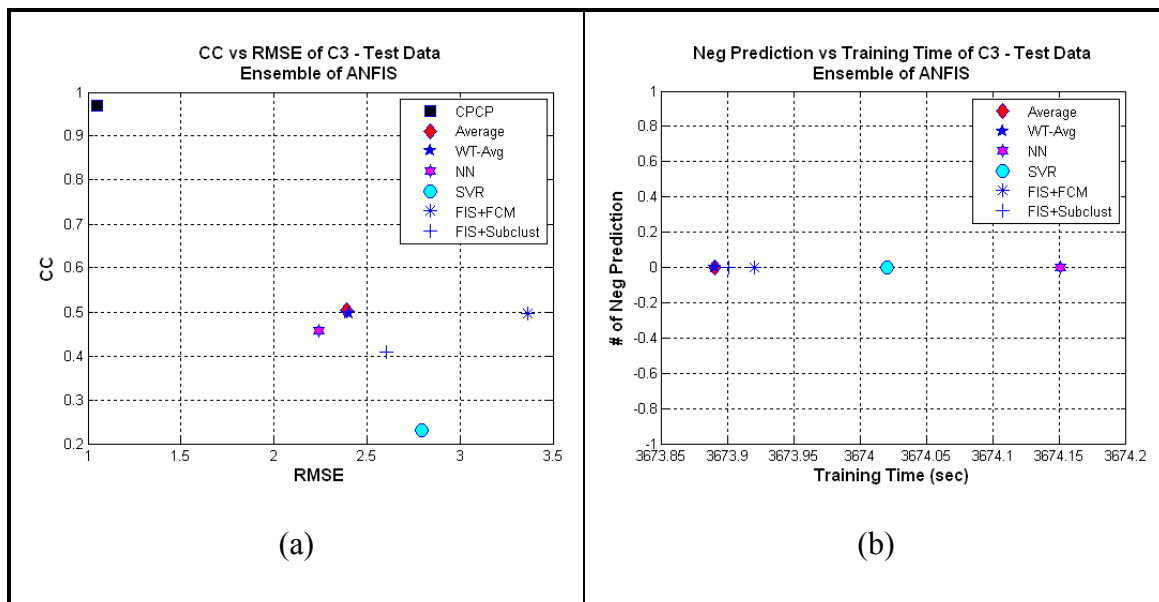 CC vs RMSE of C3 - Test Data
Ensemble of ANFIS
1
0.9
0.8
0.7
0.6
0.5
0.4
0.3
0.2
CC
1 1.5 2 2.5 3 3.5
RMSE
CPCP
Average
WT-Avg
NN
SVR
FIS+FCM
FIS+Subclust
(a)
Neg Prediction vs Training Time of C3 - Test Data
Ensemble of ANFIS
1
0.8
0.6
0.4
0.2
0
-0.2
-0.4
-0.6
-0.8
-1
# of Neg Prediction
3673.85 3673.9 3673.95 3674 3674.05 3674.1 3674.15 3674.2
Training Time (sec)
Average
WT-Avg
NN
SVR
FIS+FCM
FIS+Subclust
(b)